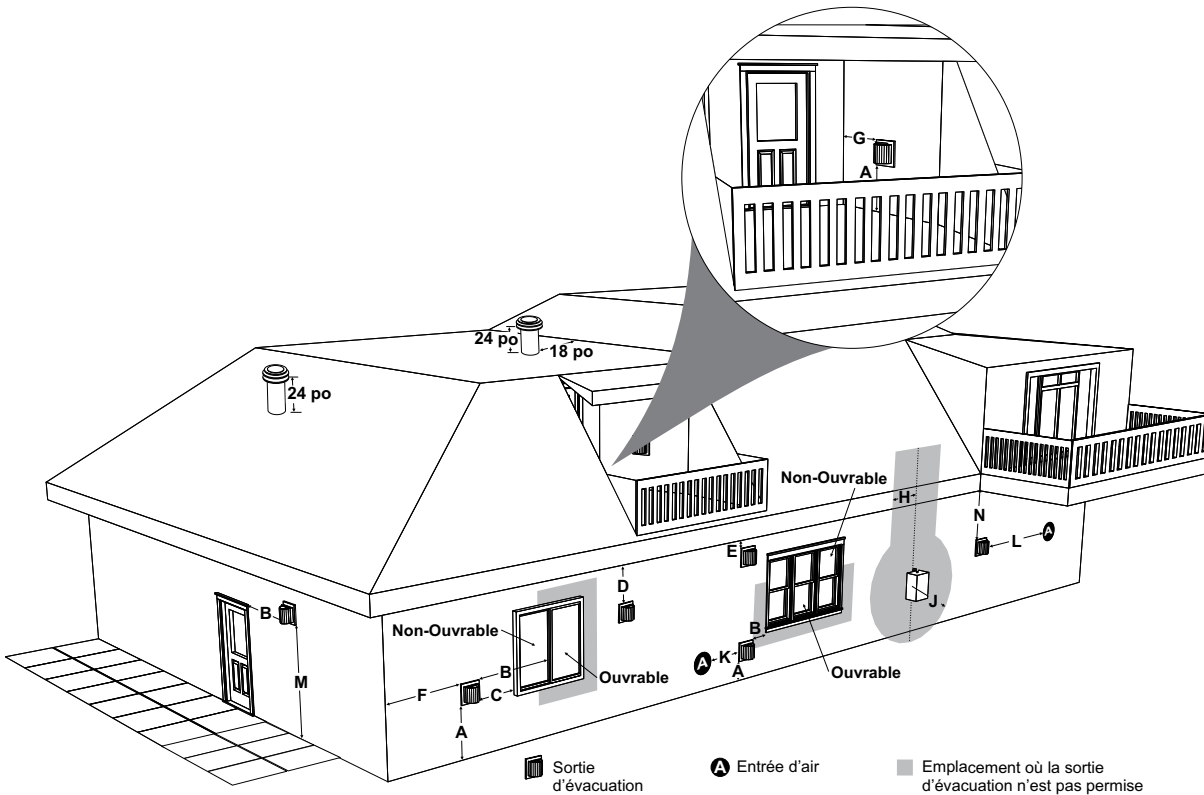 G
A
24 po
18 po
24 po
Non-Ouvrable
H
N
L
A
E
D
B
J
Non-Ouvrable
B
B
K
A
A
Ouvrable
Ouvrable
M
F
C
A
Sortie
d'évacuation
A Entrée d'air
Emplacement où la sortie
d'évacuation n'est pas permise